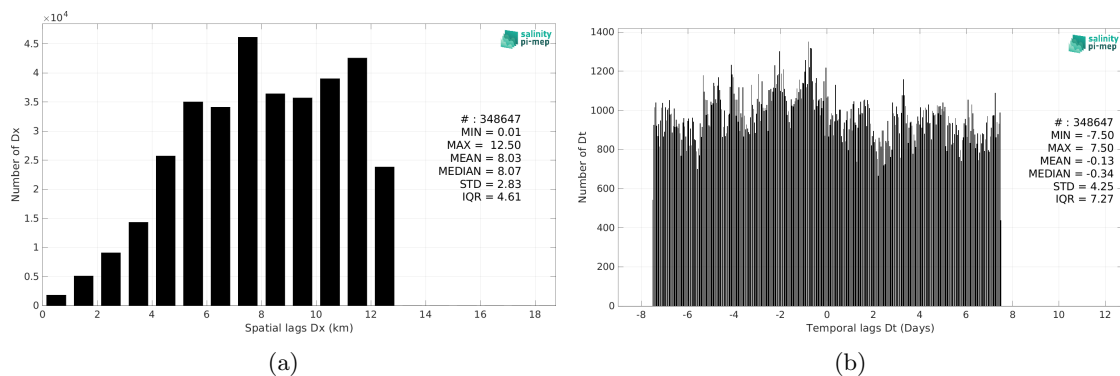 ×10⁴
4.5
4
3.5
3
2.5
2
1.5
1
0.5
0
Number of Dx
0 2 4 6 8 10 12 14 16 18
Spatial lags Dx (km)
salinity
pi-mep
# : 348647
MIN = 0.01
MAX = 12.50
MEAN = 8.03
MEDIAN = 8.07
STD = 2.83
IQR = 4.61
(a)
1400
1200
1000
800
600
400
200
0
Number of Dt
-8 -6 -4 -2 0 2 4 6 8 10 12
Temporal lags Dt (Days)
salinity
pi-mep
# : 348647
MIN = -7.50
MAX = 7.50
MEAN = -0.13
MEDIAN = -0.34
STD = 4.25
IQR = 7.27
(b)